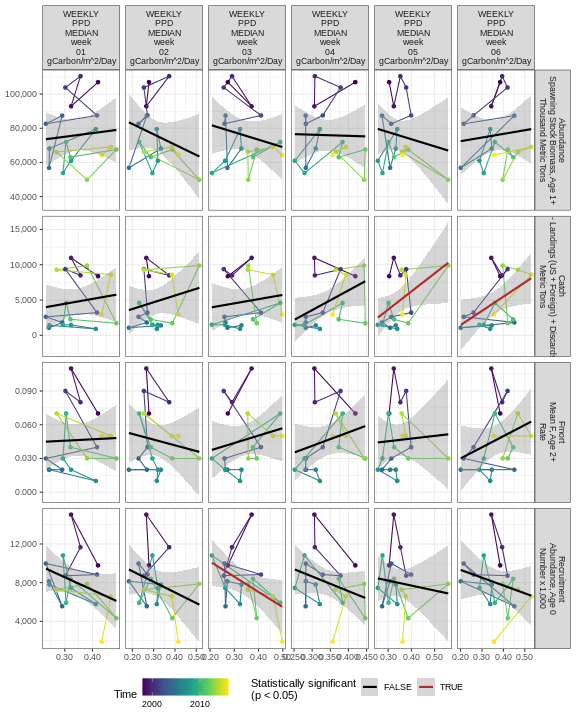 WEEKLY
PPD
MEDIAN
week
01
gCarbon/m^2/Day
WEEKLY
PPD
MEDIAN
week
02
gCarbon/m^2/Day
WEEKLY
PPD
MEDIAN
week
03
gCarbon/m^2/Day
WEEKLY
PPD
MEDIAN
week
04
gCarbon/m^2/Day
WEEKLY
PPD
MEDIAN
week
05
gCarbon/m^2/Day
WEEKLY
PPD
MEDIAN
week
06
gCarbon/m^2/Day
100,000
80,000
60,000
40,000
Abundance
Spawning Stock Biomass, Age 1+
Thousand Metric Tons
15,000
10,000
5,000
0
Catch
- Landings (US + Foreign) + Discards
Metric Tons
0.090
0.060
0.030
0.000
Fmort
Mean F, Age 2+
Rate
12,000
8,000
4,000
Recruitment
Abundance, Age 0
Number x 1,000
0.30 0.40
0.20 0.30 0.40 0.50
0.20 0.30 0.40 0.50
0.250 0.300 0.350 0.400 0.450
0.30 0.40 0.50
0.20 0.30 0.40 0.50
Time
2000 2010
Statistically significant
(p < 0.05)
FALSE
TRUE